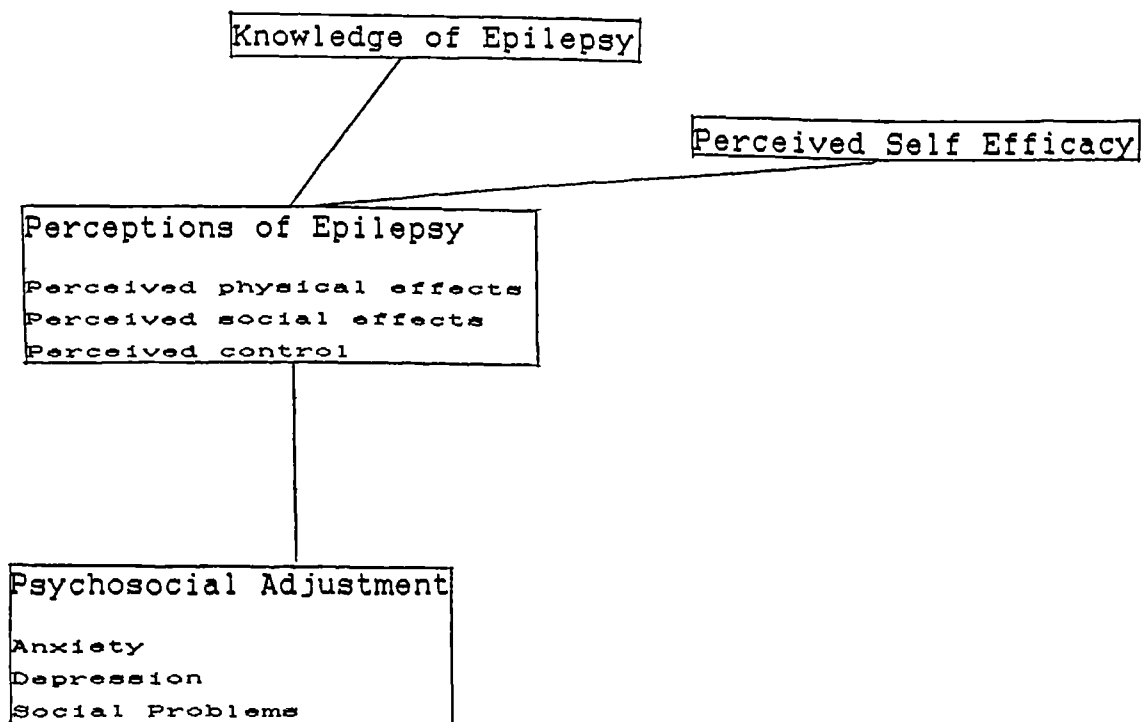 Knowledge of Epilepsy
Perceived Self Efficacy
Perceptions of Epilepsy
Perceived physical effects
Perceived social effects
Perceived control
Psychosocial Adjustment
Anxiety
Depression
Social Problems